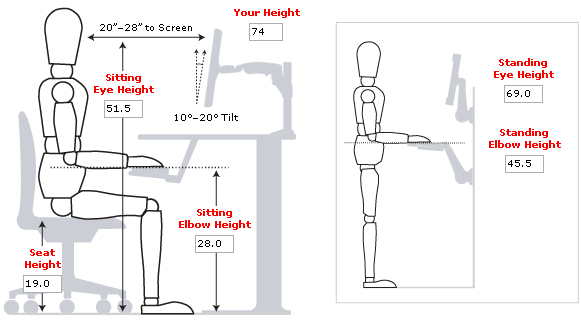 Your Height
74
20”–28” to Screen
Sitting
Eye Height
51.5
10°–20° Tilt
Sitting
Elbow Height
28.0
Seat
Height
19.0
Standing
Eye Height
69.0
Standing
Elbow Height
45.5